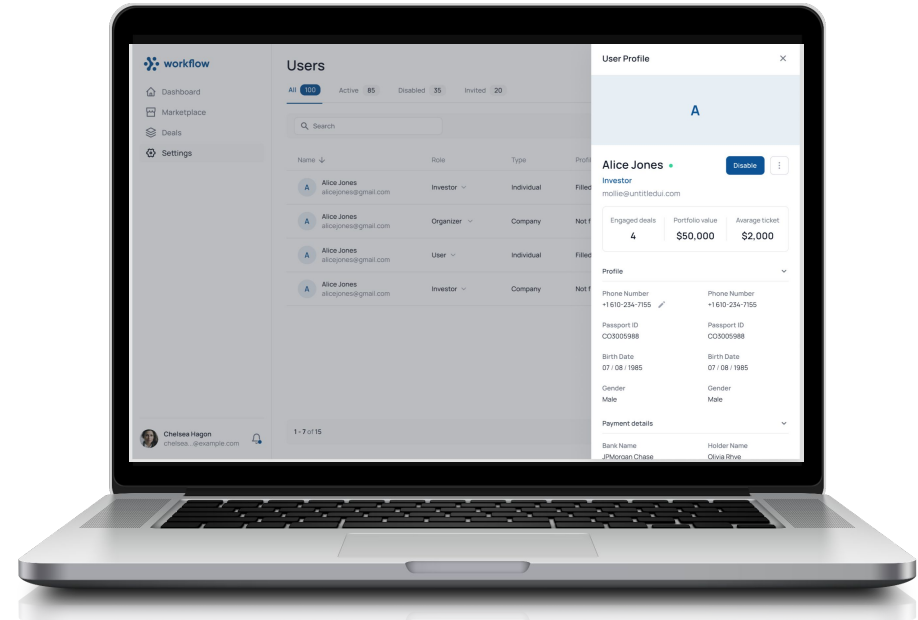 workflow
Dashboard
Marketplace
Deals
Settings
Chelsea Hagon
chelsea.. @example.com
Users
All 100 Active 85 Disabled 35 Invited 20
Search
Name Role Type Profil
A Alice Jones Investor Individual Filled
alicejones@gmail.com
A Alice Jones Organizer Company Not f
alicejones@gmail.com
A Alice Jones User Individual Filled
alicejones@gmail.com
A Alice Jones Investor Company Not f
alicejones@gmail.com
1–7 of 15
User Profile
A
Alice Jones
Disable
Investor
mollie@untitledui.com
Engaged deals Portfolio value Avarage ticket
4 $50,000 $2,000
Profile
Phone Number Phone Number
+1 610-234-7155 +1 610-234-7155
Passport ID Passport ID
CO3005988 CO3005988
Birth Date Birth Date
07 / 08 / 1985 07 / 08 / 1985
Gender Gender
Male Male
Payment details
Bank Name Holder Name
JPMorgan Chase Olivia Rhye